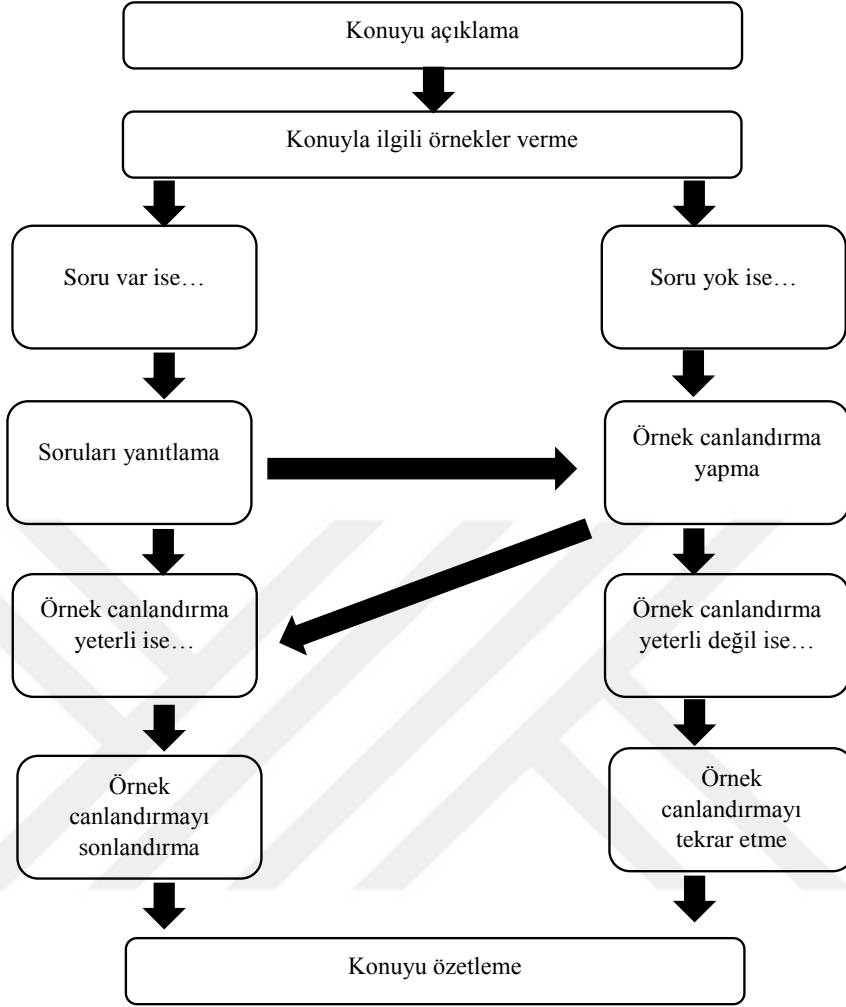 Konuyu açıklama
Konuyla ilgili örnekler verme
Soru var ise…
Soru yok ise…
Soruları yanıtlama
Örnek canlandırma
yapma
Örnek canlandırma
yeterli ise…
Örnek canlandırma
yeterli değil ise…
Örnek
canlandırmayı
sonlandırma
Örnek
canlandırmayı
tekrar etme
Konuyu özetleme